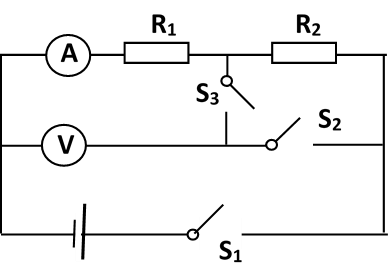 A R₁ R₂
S₃
V S₂
S₁